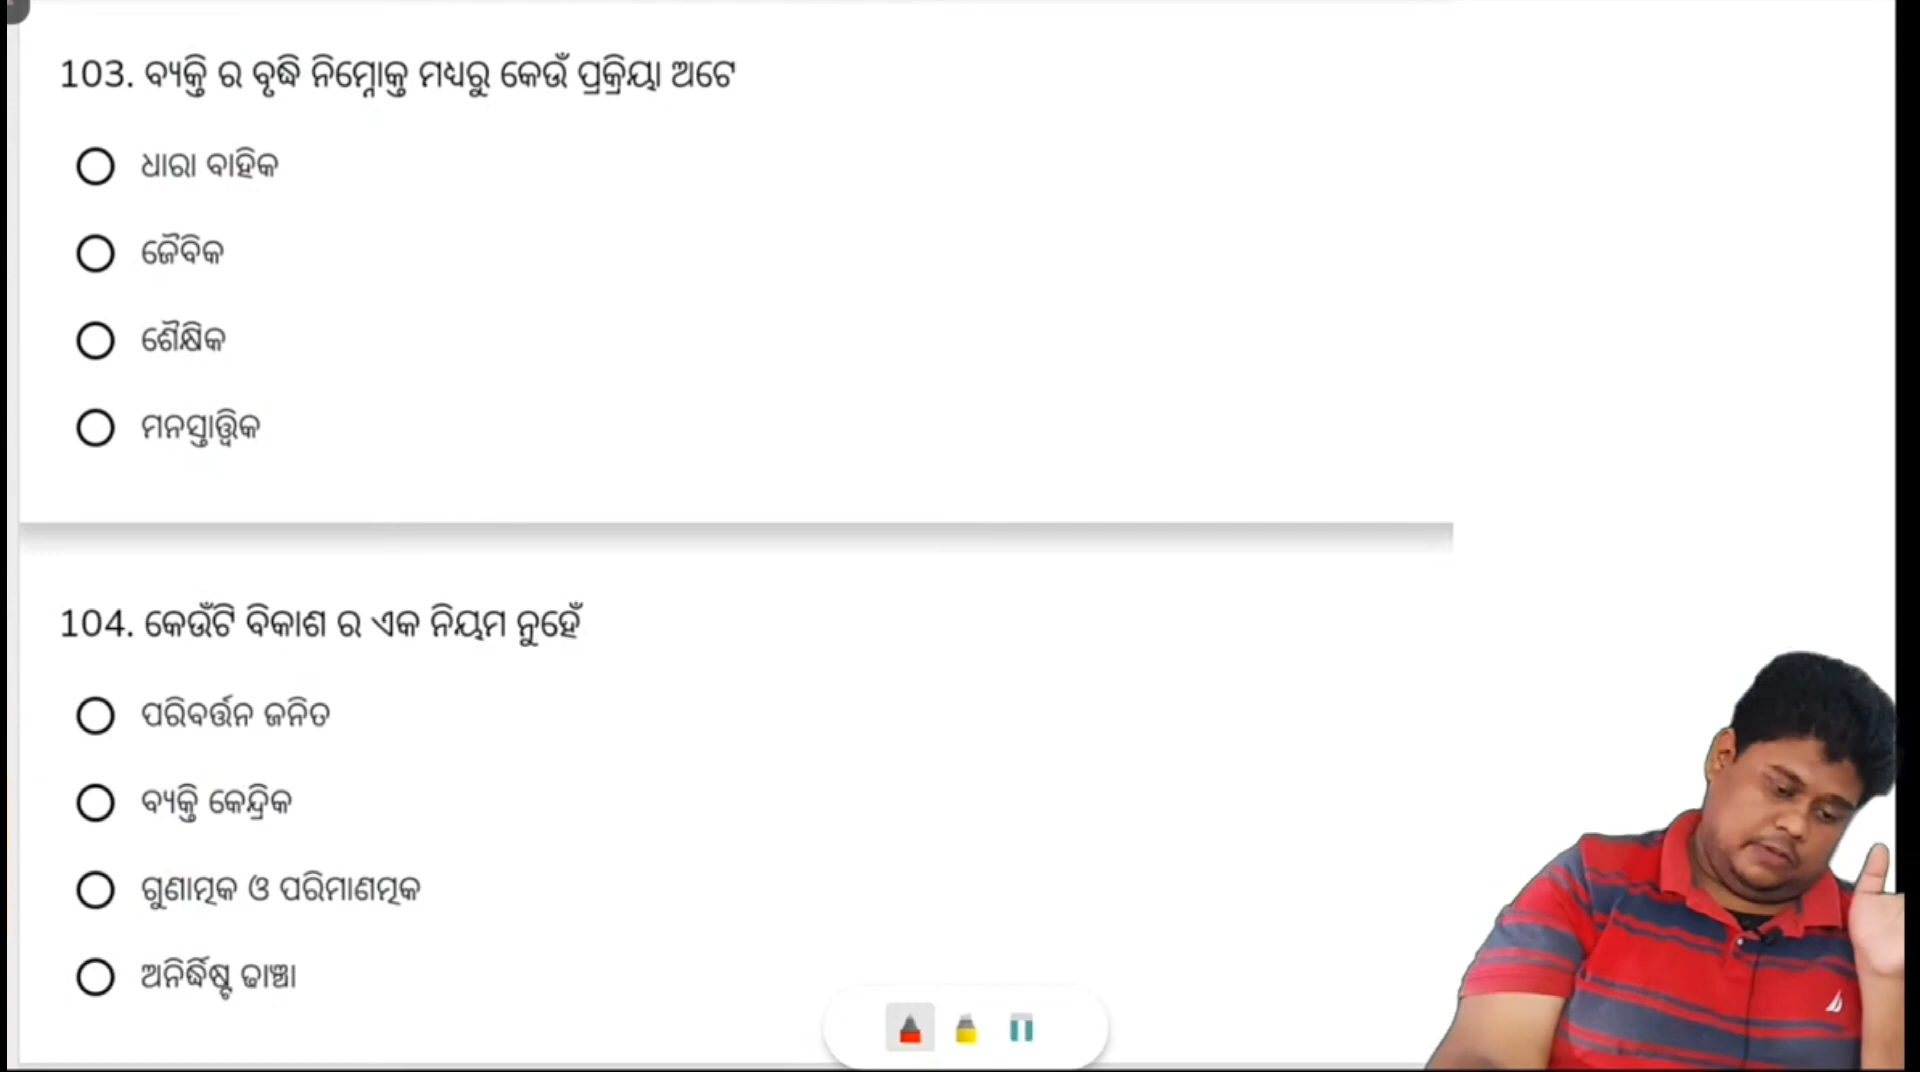 103. ବ୍ୟକ୍ତି ର ବୃଦ୍ଧି ନିମ୍ନୋକ୍ତ ମଧ୍ୟରୁ କେଉଁ ପ୍ରକ୍ରିୟା ଅଟେ
ଧାରା ବାହିକ
ଜୈବିକ
ଶୈକ୍ଷିକ
ମନସ୍ତାତ୍ତ୍ୱିକ
104. କେଉଁଟି ବିକାଶ ର ଏକ ନିୟମ ନୁହେଁ
ପରିବର୍ତ୍ତନ ଜନିତ
ବ୍ୟକ୍ତି କେନ୍ଦ୍ରିକ
ଗୁଣାତ୍ମକ ଓ ପରିମାଣତ୍ମକ
ଅନିର୍ଦ୍ଧିଷ୍ଟ ଢାଞ୍ଚା